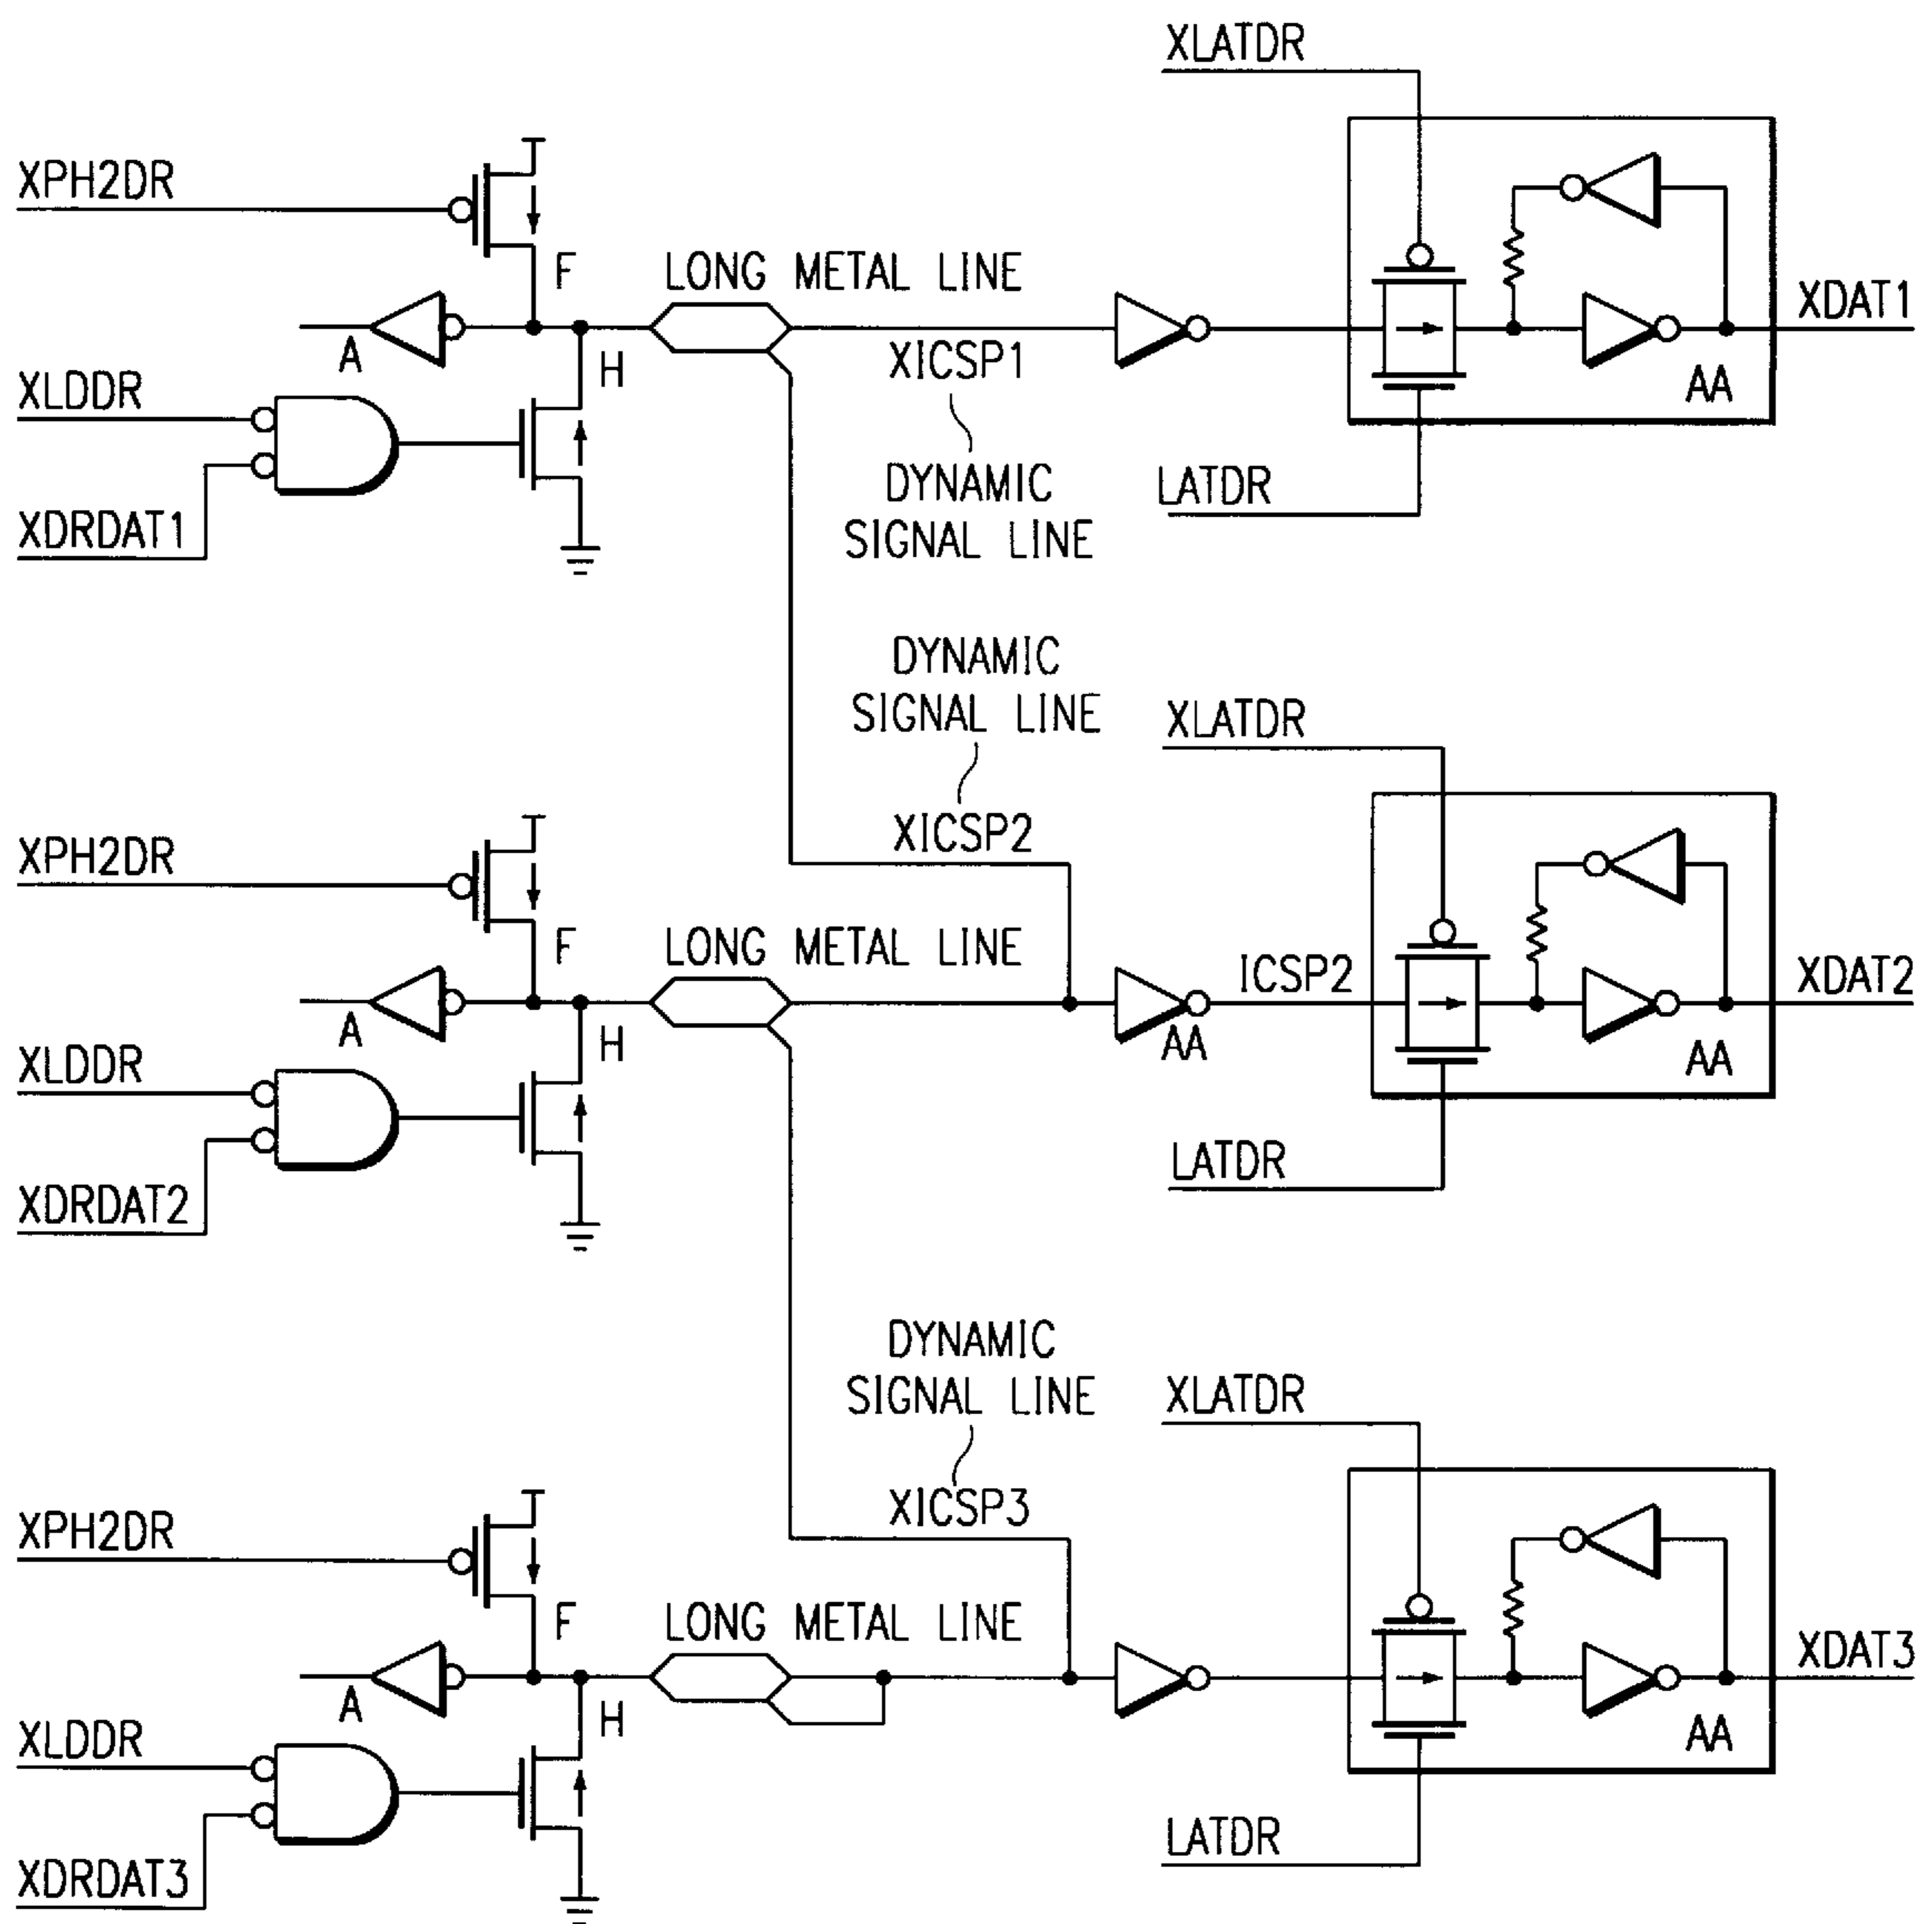 XLATDR
XPH2DR
F
LONG METAL LINE
XDAT1
A
H
XICSP1
AA
XLDDR
DYNAMIC
SIGNAL LINE
LATDR
XDRDAT1
DYNAMIC
SIGNAL LINE
XLATDR
XICSP2
XPH2DR
F
LONG METAL LINE
ICSP2
XDAT2
A
H
AA
AA
XLDDR
LATDR
XDRDAT2
DYNAMIC
SIGNAL LINE
XLATDR
XICSP3
XPH2DR
F
LONG METAL LINE
XDAT3
A
H
AA
XLDDR
LATDR
XDRDAT3